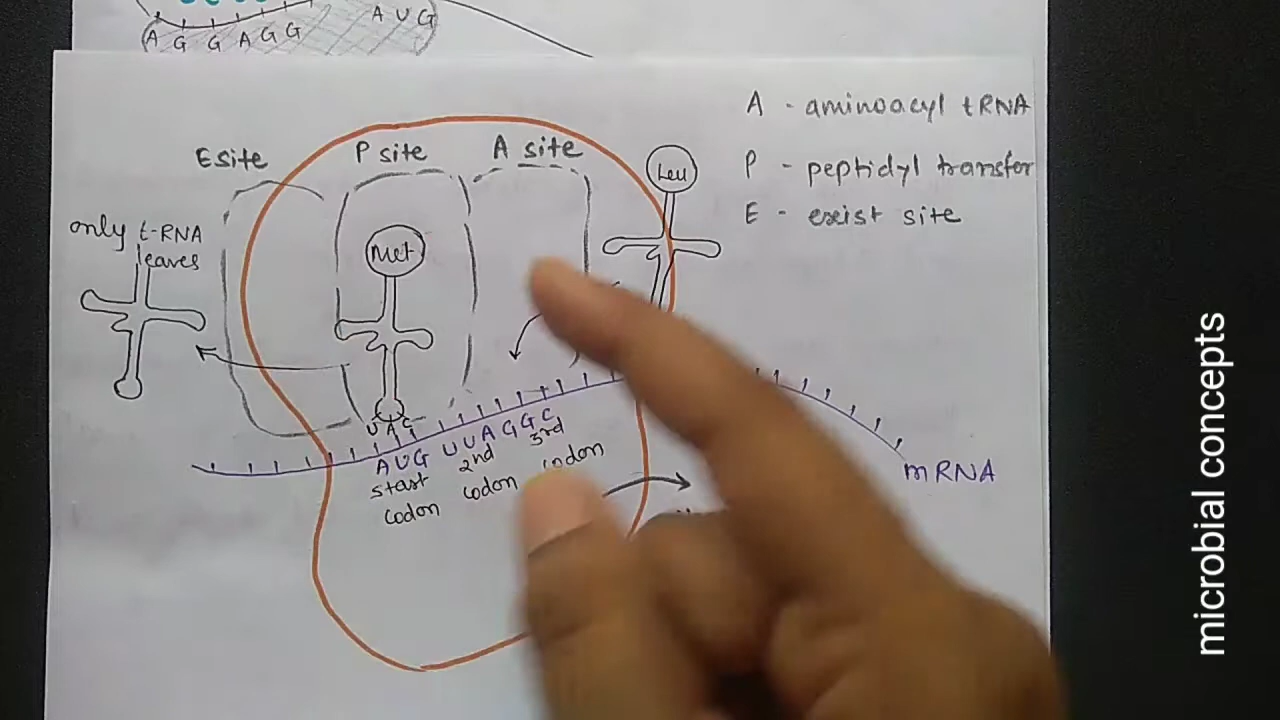 A G G A G G
A U G
E site
P site
A site
A - aminoacyl tRNA
P - peptidyl transfer
E - exist site
only t-RNA
leaves
Met
Leu
U A C
A U G U U A G G C
start
codon
2nd
codon
3rd
codon
mRNA
microbial concepts